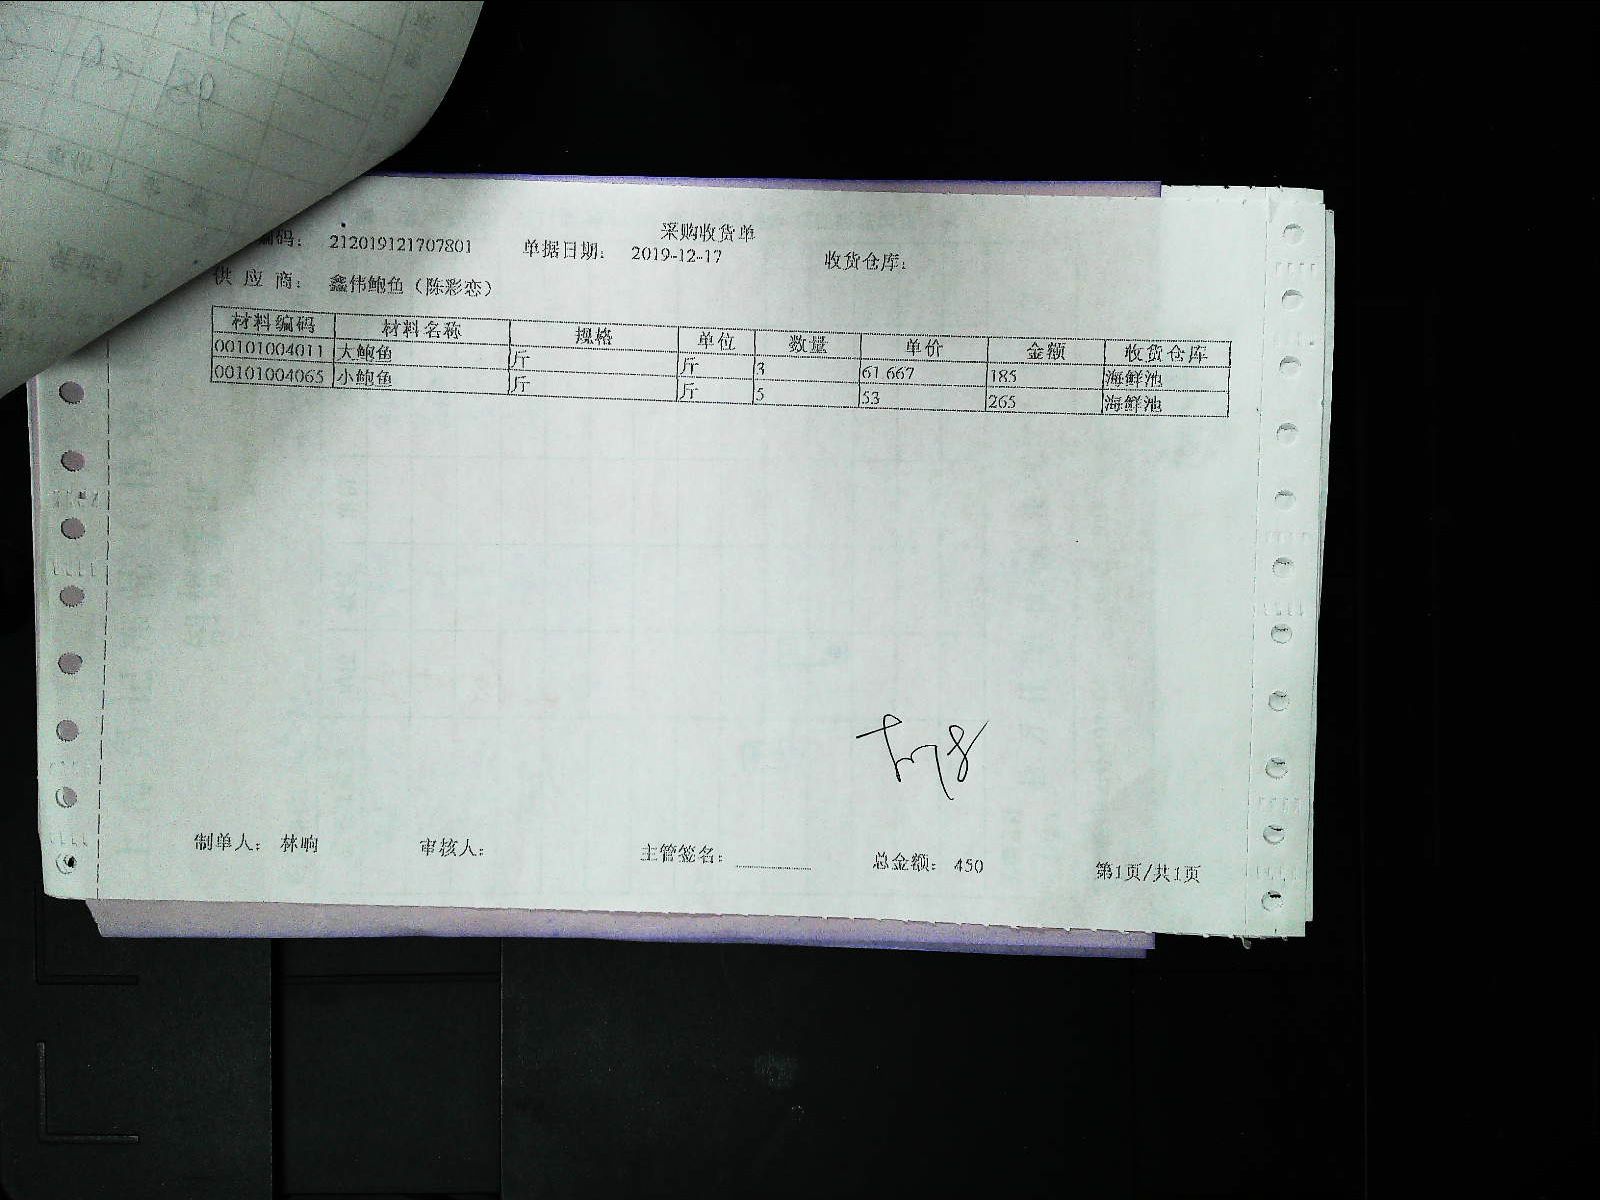 采购收货单
编码： 212019121707801 单据日期： 2019-12-17 收货仓库：
供 应 商： 鑫伟鲍鱼（陈彩恋）
材料编码 材料名称 规格 单位 数量 单价 金额 收货仓库
00101004011 大鲍鱼 斤 斤 3 61.667 185 海鲜池
00101004065 小鲍鱼 斤 斤 5 53 265 海鲜池
制单人： 林响 审核人： 主管签名： 总金额： 450 第1页/共1页